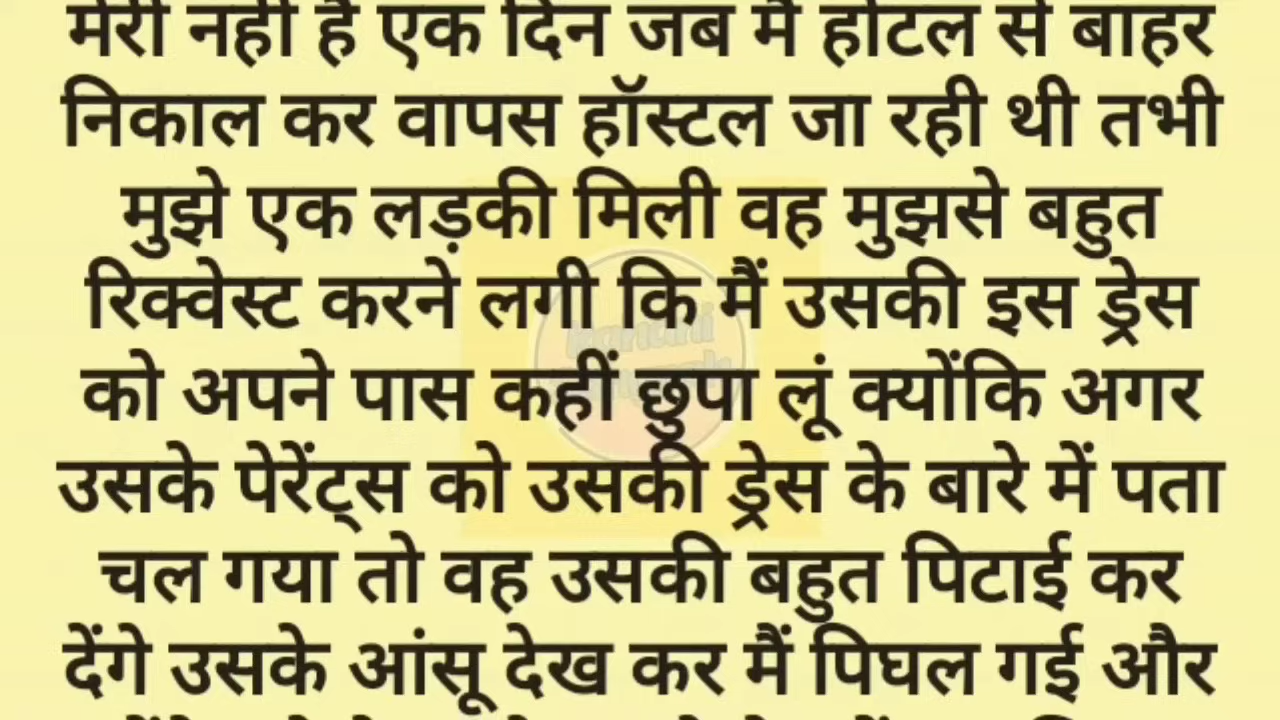 मेरी नहीं है एक दिन जब मैं होटल से बाहर
निकाल कर वापस हॉस्टल जा रही थी तभी
मुझे एक लड़की मिली वह मुझसे बहुत
रिक्वेस्ट करने लगी कि मैं उसकी इस ड्रेस
को अपने पास कहीं छुपा लूं क्योंकि अगर
उसके पेरेंट्स को उसकी ड्रेस के बारे में पता
चल गया तो वह उसकी बहुत पिटाई कर
देंगे उसके आंसू देख कर मैं पिघल गई और